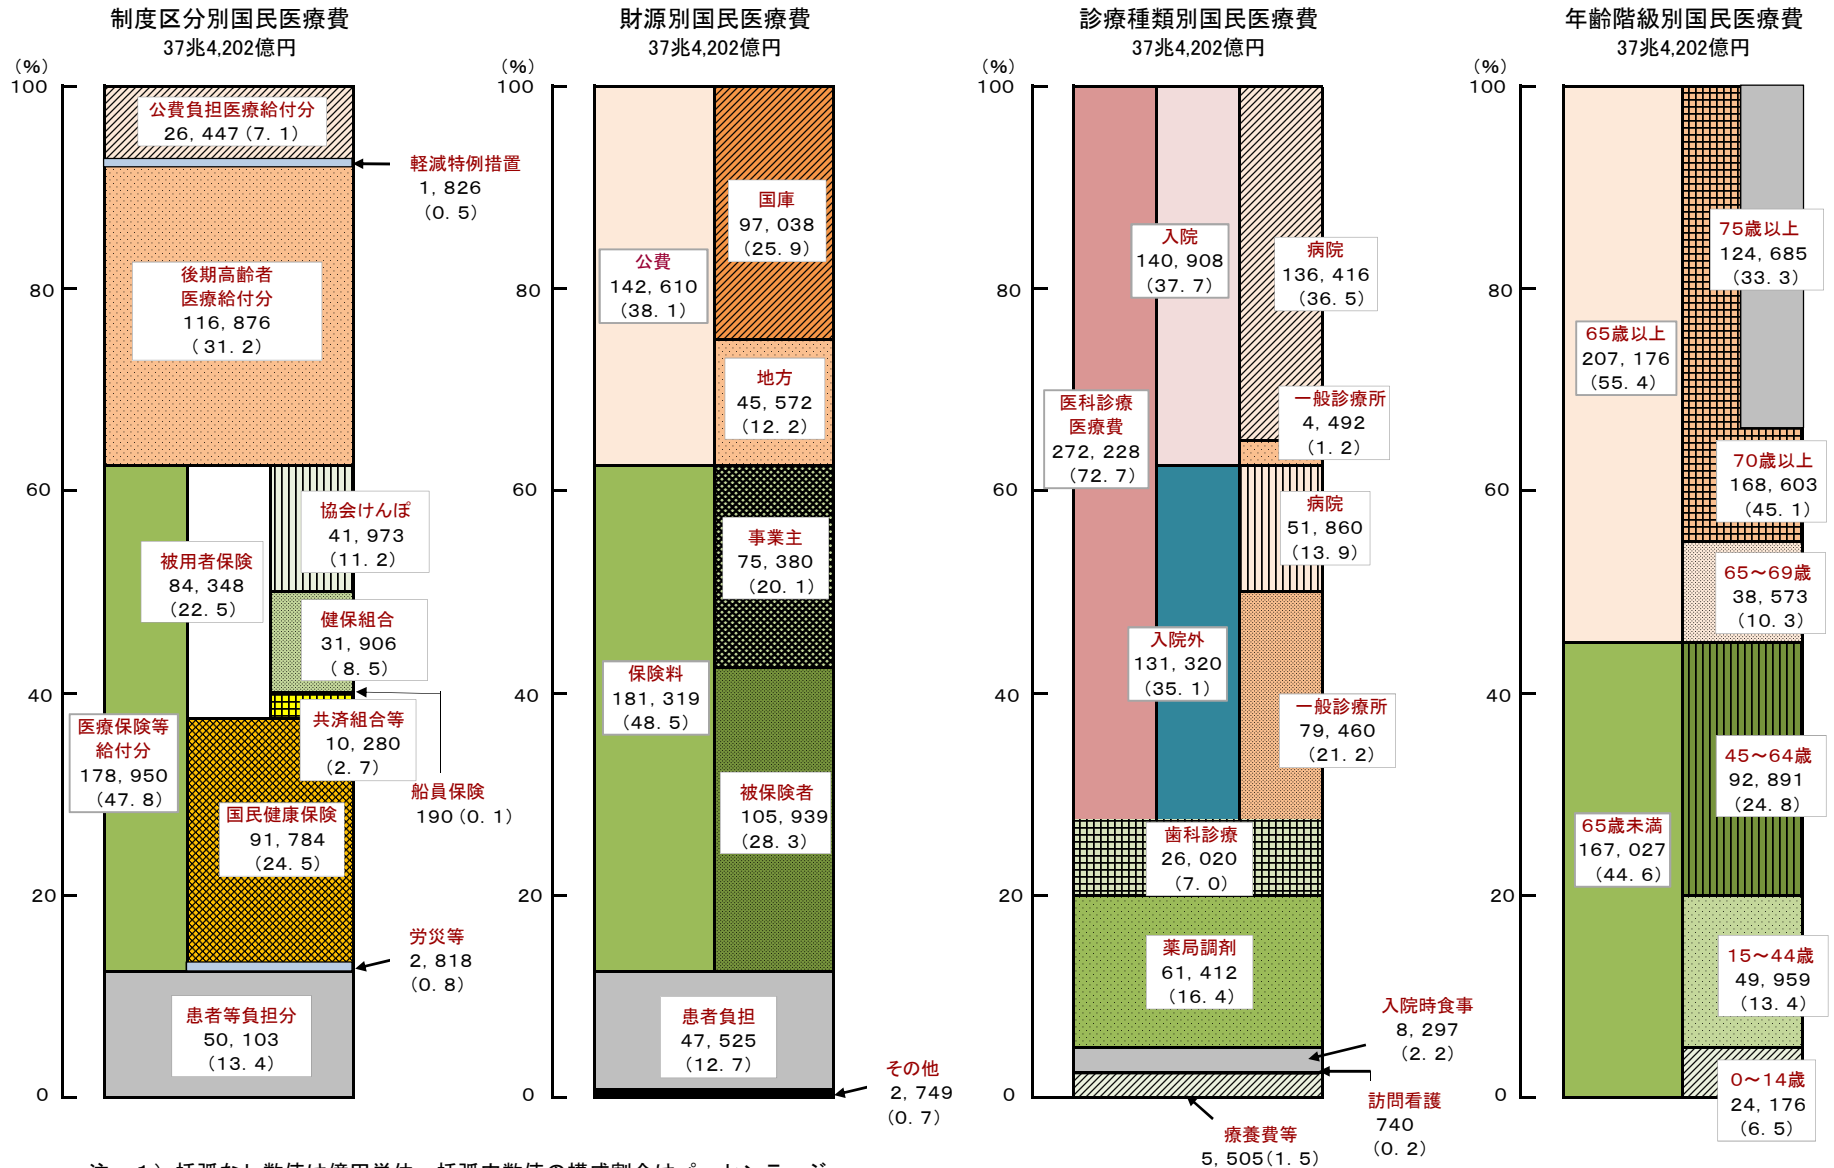 制度区分別国民医療費
37兆4,202億円
(%)
100
80
60
40
20
0
公費負担医療給付分
26, 447 (7. 1)
軽減特例措置
1, 826
(0. 5)
後期高齢者
医療給付分
116, 876
(31. 2)
協会けんぽ
41, 973
(11. 2)
被用者保険
84, 348
(22. 5)
健保組合
31, 906
(8. 5)
共済組合等
10, 280
(2. 7)
船員保険
190 (0. 1)
医療保険等
給付分
178, 950
(47. 8)
国民健康保険
91, 784
(24. 5)
労災等
2, 818
(0. 8)
患者等負担分
50, 103
(13. 4)
財源別国民医療費
37兆4,202億円
(%)
100
80
60
40
20
0
公費
142, 610
(38. 1)
国庫
97, 038
(25. 9)
地方
45, 572
(12. 2)
事業主
75, 380
(20. 1)
保険料
181, 319
(48. 5)
被保険者
105, 939
(28. 3)
患者負担
47, 525
(12. 7)
その他
2, 749
(0. 7)
診療種類別国民医療費
37兆4,202億円
(%)
100
80
60
40
20
0
入院
140, 908
(37. 7)
病院
136, 416
(36. 5)
一般診療所
4, 492
(1. 2)
医科診療
医療費
272, 228
(72. 7)
病院
51, 860
(13. 9)
入院外
131, 320
(35. 1)
一般診療所
79, 460
(21. 2)
歯科診療
26, 020
(7. 0)
薬局調剤
61, 412
(16. 4)
入院時食事
8, 297
(2. 2)
訪問看護
740
(0. 2)
療養費等
5, 505(1. 5)
年齢階級別国民医療費
37兆4,202億円
(%)
100
80
60
40
20
0
75歳以上
124, 685
(33. 3)
65歳以上
207, 176
(55. 4)
70歳以上
168, 603
(45. 1)
65～69歳
38, 573
(10. 3)
45～64歳
92, 891
(24. 8)
65歳未満
167, 027
(44. 6)
15～44歳
49, 959
(13. 4)
0～14歳
24, 176
(6. 5)